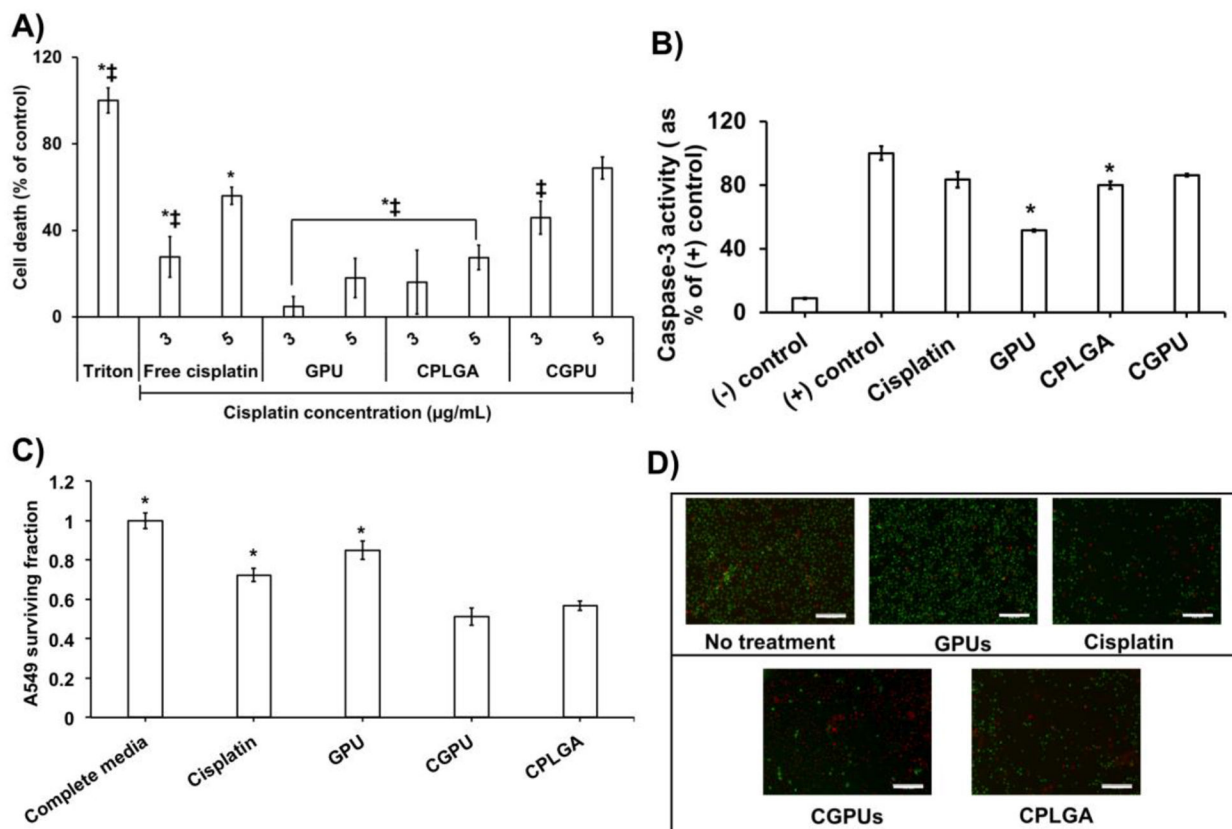 A)
Cell death (% of control)
120
80
40
0
*‡
*‡
*
*‡
‡
3 5 3 5 3 5 3 5
Triton Free cisplatin GPU CPLGA CGPU
Cisplatin concentration (µg/mL)
B)
Caspase-3 activity ( as
% of (+) control)
120
80
40
0
*
*
(-) control
(+) control
Cisplatin
GPU
CPLGA
CGPU
C)
A549 surviving fraction
1.2
1
0.8
0.6
0.4
0.2
0
*
*
*
Complete media
Cisplatin
GPU
CGPU
CPLGA
D)
No treatment GPUs Cisplatin
CGPUs CPLGA